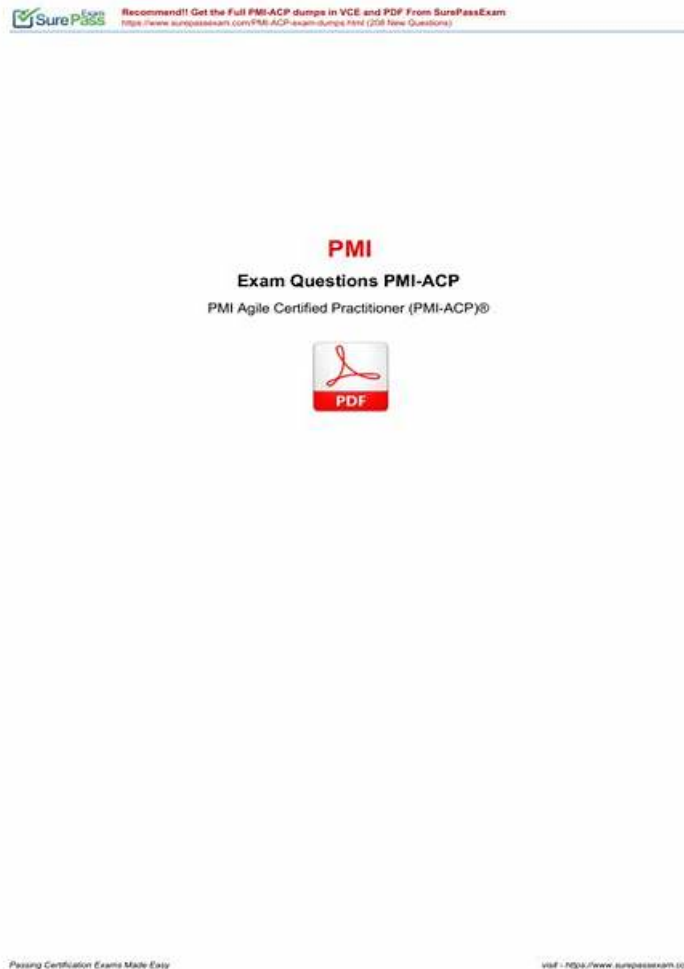 SurePass Exam
Recommend!! Get the Full PMI-ACP dumps in VCE and PDF From SurePassExam
https://www.surepassexam.com/PMI-ACP-exam-dumps.html (208 New Questions)
PMI
Exam Questions PMI-ACP
PMI Agile Certified Practitioner (PMI-ACP)®
PDF
Passing Certification Exams Made Easy
visit - https://www.surepassexam.co